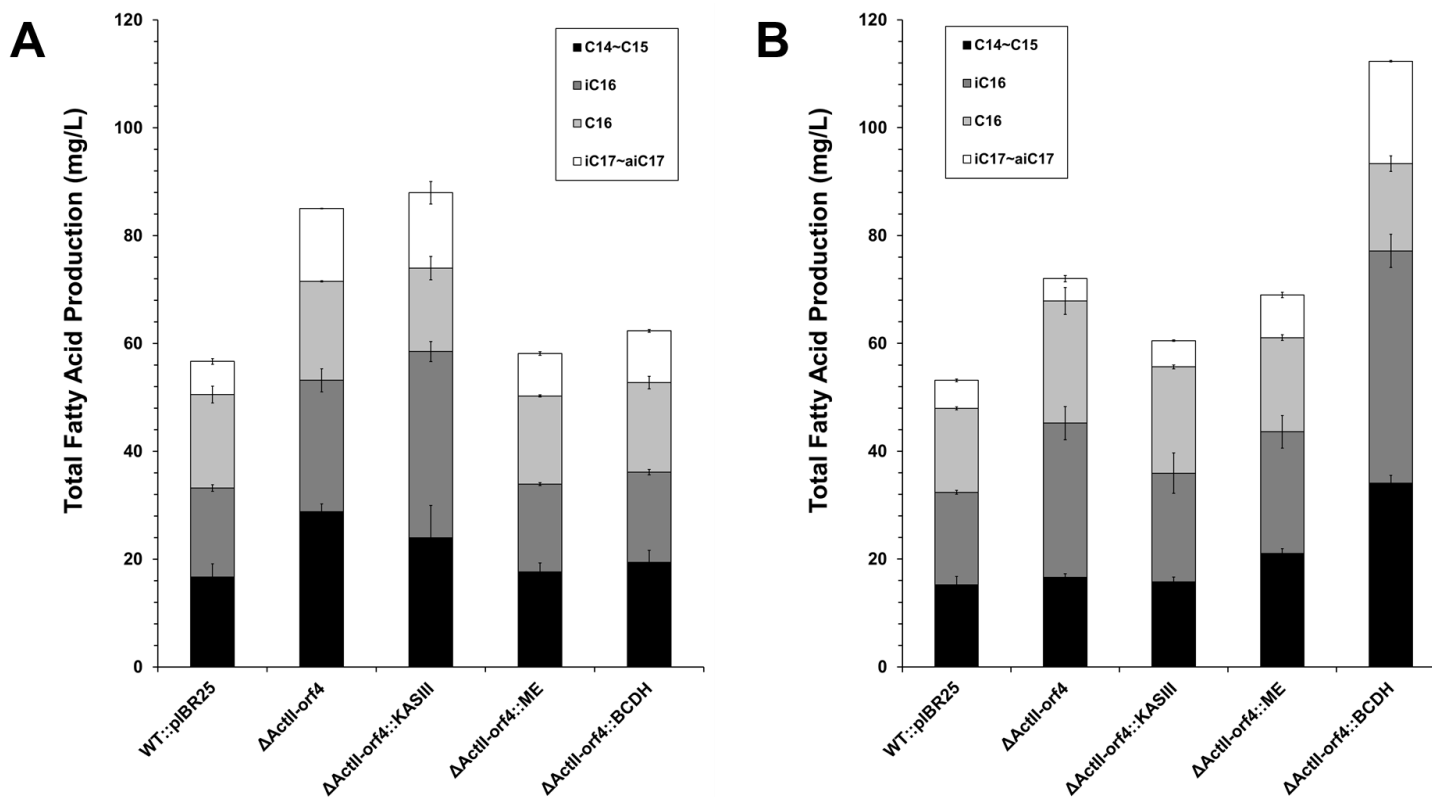 A
Total Fatty Acid Production (mg/L)
120
100
80
60
40
20
0
C14~C15
iC16
C16
iC17~aiC17
WT::pIBR25
ΔActII-orf4
ΔActII-orf4::KASIII
ΔActII-orf4::ME
ΔActII-orf4::BCDH
B
Total Fatty Acid Production (mg/L)
120
100
80
60
40
20
0
C14~C15
iC16
C16
iC17~aiC17
WT::pIBR25
ΔActII-orf4
ΔActII-orf4::KASIII
ΔActII-orf4::ME
ΔActII-orf4::BCDH